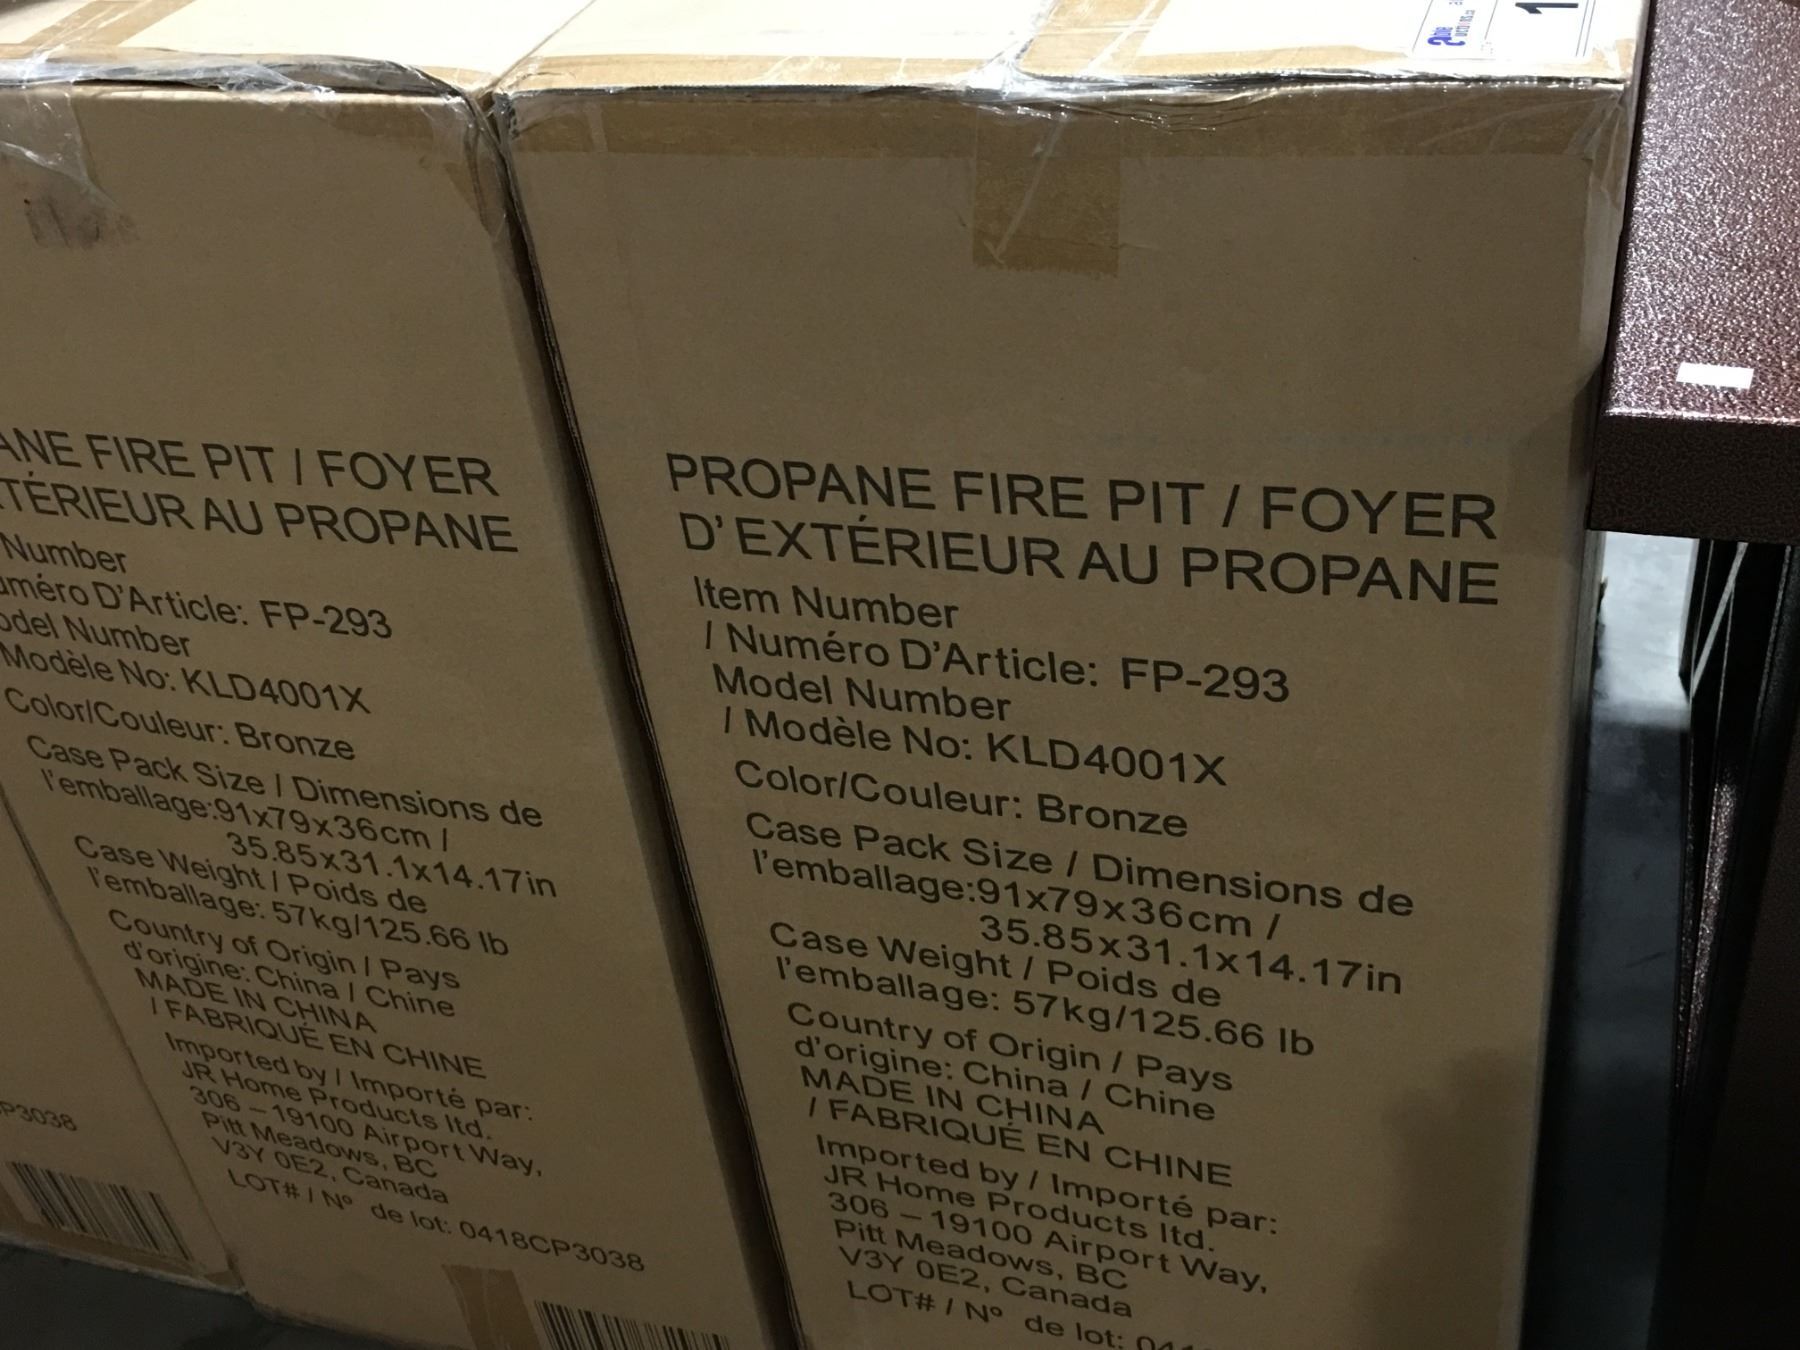 1
ANE FIRE PIT / FOYER
TÉRIEUR AU PROPANE
Number
uméro D'Article: FP-293
odel Number
Modèle No: KLD4001X
Color/Couleur: Bronze
Case Pack Size / Dimensions de
l'emballage:91x79x36cm /
35.85x31.1x14.17in
Case Weight / Poids de
l'emballage: 57kg/125.66 lb
Country of Origin / Pays
d'origine: China / Chine
MADE IN CHINA
/ FABRIQUÉ EN CHINE
Imported by / Importé par:
JR Home Products ltd.
306 – 19100 Airport Way,
Pitt Meadows, BC
V3Y 0E2, Canada
LOT# / Nº de lot: 0418CP3038
P3038
PROPANE FIRE PIT / FOYER
D'EXTÉRIEUR AU PROPANE
Item Number
/ Numéro D'Article: FP-293
Model Number
/ Modèle No: KLD4001X
Color/Couleur: Bronze
Case Pack Size / Dimensions de
l'emballage:91x79x36cm /
35.85x31.1x14.17in
Case Weight / Poids de
l'emballage: 57kg/125.66 lb
Country of Origin / Pays
d'origine: China / Chine
MADE IN CHINA
/ FABRIQUÉ EN CHINE
Imported by / Importé par:
JR Home Products ltd.
306 – 19100 Airport Way,
Pitt Meadows, BC
V3Y 0E2, Canada
LOT# / Nº de lot: